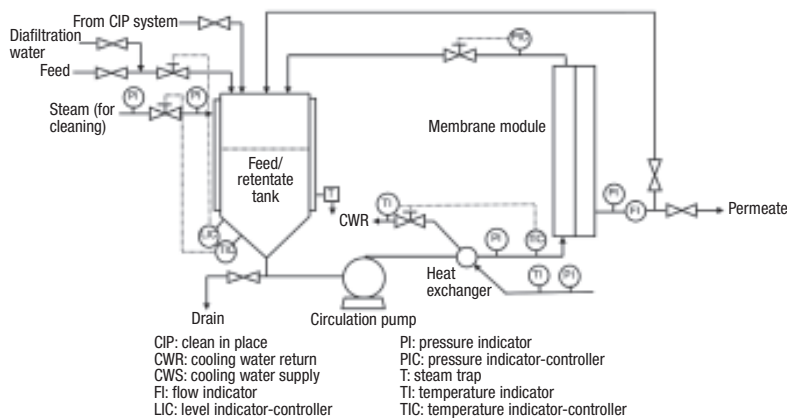 From CIP system
Diafiltration
water
Feed
PIC
PI
PI
Steam (for
cleaning)
Membrane module
Feed/
retentate
tank
T
TI
PI
FI
CWR
Permeate
LIC
TIC
PI
TIC
Heat
exchanger
TI
PI
Drain
Circulation pump
CIP: clean in place
CWR: cooling water return
CWS: cooling water supply
FI: flow indicator
LIC: level indicator-controller
PI: pressure indicator
PIC: pressure indicator-controller
T: steam trap
TI: temperature indicator
TIC: temperature indicator-controller